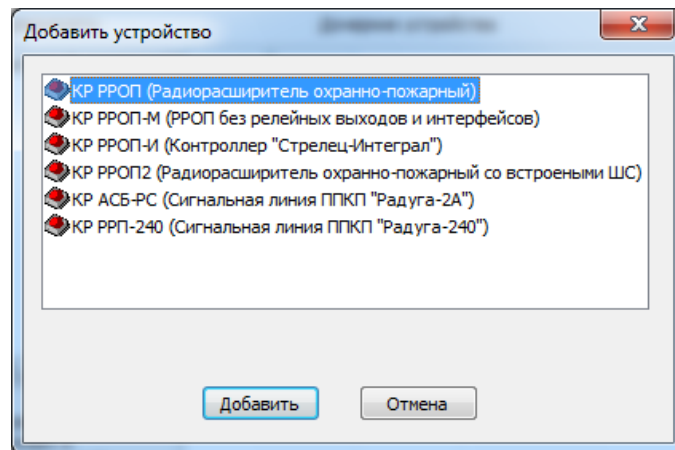 Добавить устройство
КР РРОП (Радиорасширитель охранно-пожарный)
КР РРОП-М (РРОП без релейных выходов и интерфейсов)
КР РРОП-И (Контроллер "Стрелец-Интеграл")
КР РРОП2 (Радиорасширитель охранно-пожарный со встроеными ШС)
КР АСБ-РС (Сигнальная линия ППКП "Радуга-2А")
КР РРП-240 (Сигнальная линия ППКП "Радуга-240")
Добавить Отмена